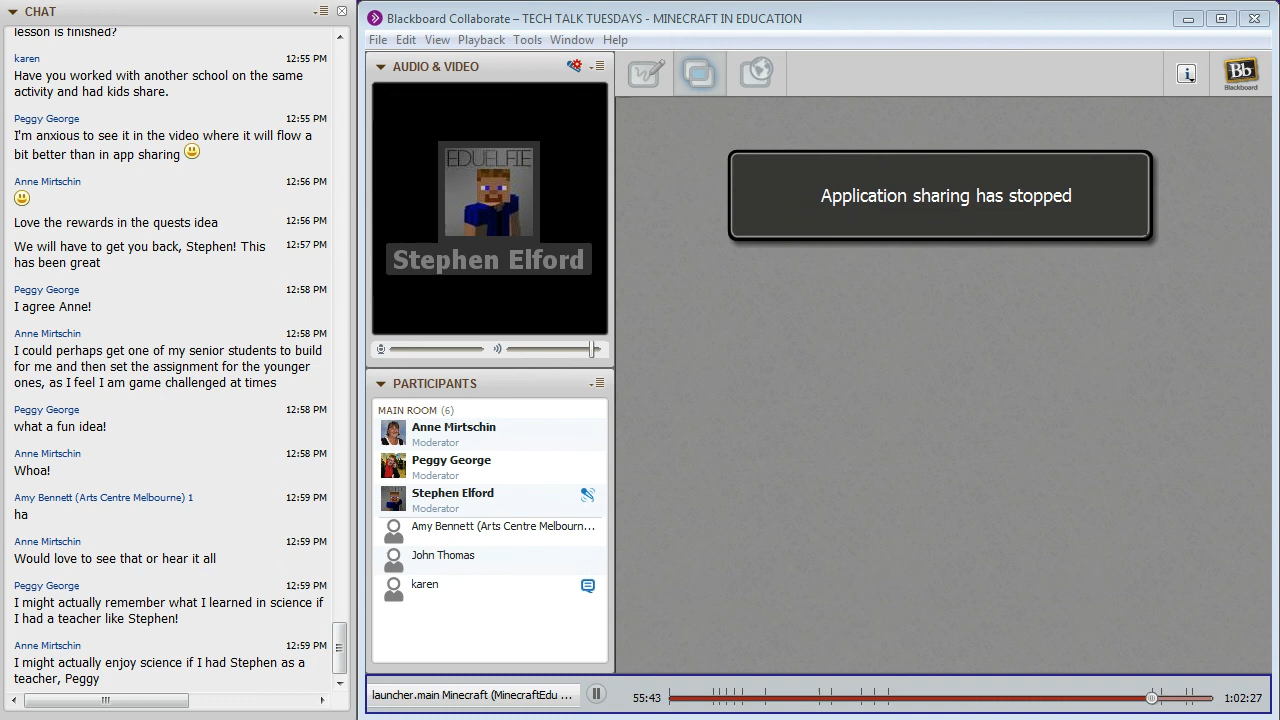 CHAT
lesson is finished?
karen 12:55 PM
Have you worked with another school on the same
activity and had kids share.
Peggy George 12:55 PM
I'm anxious to see it in the video where it will flow a
bit better than in app sharing
Anne Mirtschin 12:56 PM
Love the rewards in the quests idea 12:56 PM
We will have to get you back, Stephen! This 12:57 PM
has been great
Peggy George 12:58 PM
I agree Anne!
Anne Mirtschin 12:58 PM
I could perhaps get one of my senior students to build
for me and then set the assignment for the younger
ones, as I feel I am game challenged at times
Peggy George 12:58 PM
what a fun idea!
Anne Mirtschin 12:58 PM
Whoa!
Amy Bennett (Arts Centre Melbourne) 1 12:59 PM
ha
Anne Mirtschin 12:59 PM
Would love to see that or hear it all
Peggy George 12:59 PM
I might actually remember what I learned in science if
I had a teacher like Stephen!
Anne Mirtschin 12:59 PM
I might actually enjoy science if I had Stephen as a
teacher, Peggy
Blackboard Collaborate – TECH TALK TUESDAYS - MINECRAFT IN EDUCATION
File Edit View Playback Tools Window Help
AUDIO & VIDEO
EDUELFIE
Stephen Elford
PARTICIPANTS
MAIN ROOM (6)
Anne Mirtschin
Moderator
Peggy George
Moderator
Stephen Elford
Moderator
Amy Bennett (Arts Centre Melbourn...
John Thomas
karen
Bb
Blackboard
Application sharing has stopped
launcher.main Minecraft (MinecraftEdu ...
55:43
1:02:27